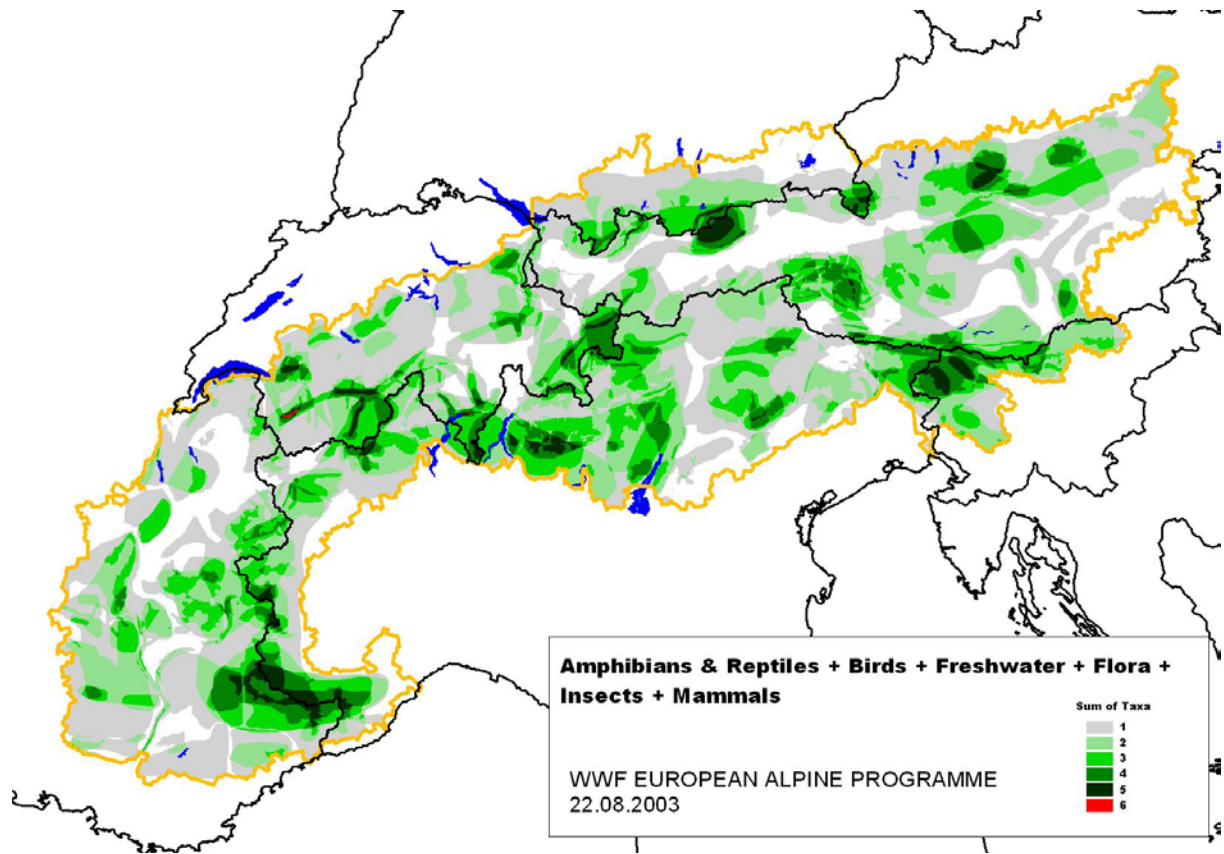 Amphibians & Reptiles + Birds + Freshwater + Flora +
Insects + Mammals
Sum of Taxa
1
2
3
4
5
6
WWF EUROPEAN ALPINE PROGRAMME
22.08.2003